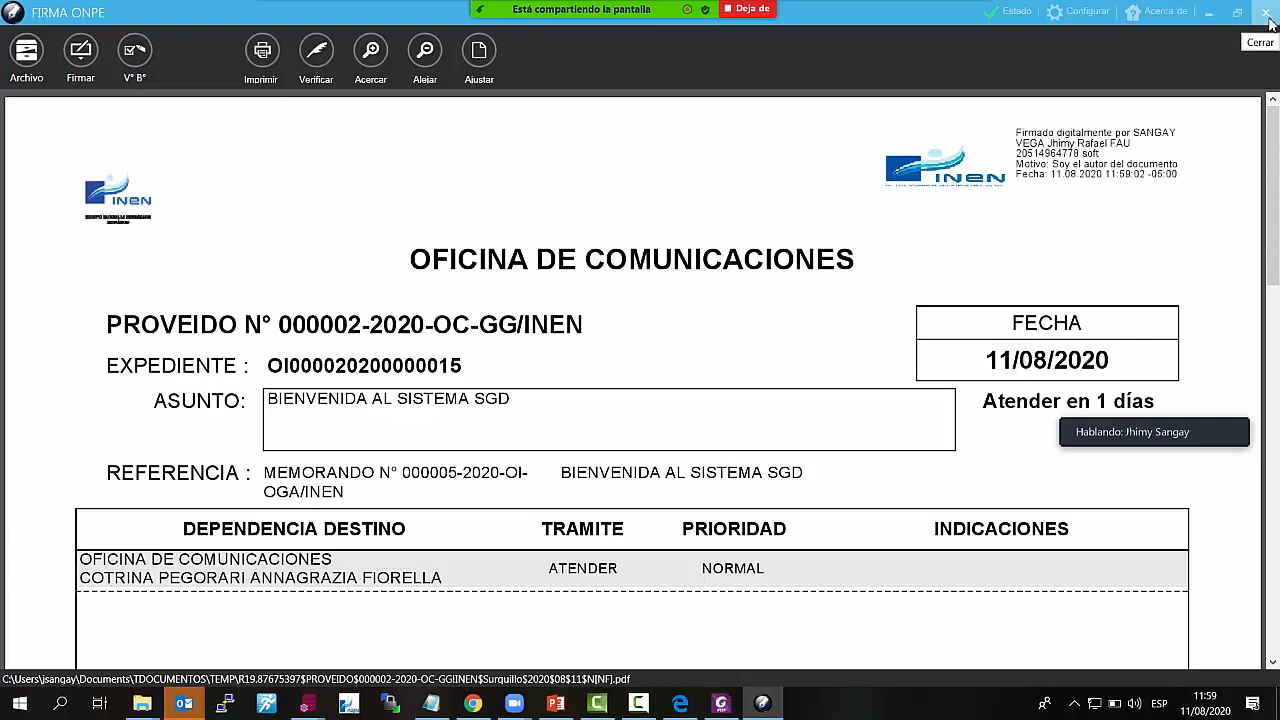 FIRMA ONPE
Está compartiendo la pantalla
Deja de
Estado
Configurar
Acerca de
Cerrar
Archivo
Firmar
V° B°
Imprimir
Verificar
Acercar
Alejar
Ajustar
INEN
INEN
Firmado digitalmente por SANGAY
VEGA Jhimy Rafael FAU
20514964778 soft
Motivo: Soy el autor del documento
Fecha: 11.08.2020 11:59:02 -05:00
OFICINA DE COMUNICACIONES
PROVEIDO N° 000002-2020-OC-GG/INEN
FECHA
11/08/2020
EXPEDIENTE : OI000020200000015
ASUNTO: BIENVENIDA AL SISTEMA SGD
Atender en 1 días
Hablando: Jhimy Sangay
REFERENCIA : MEMORANDO N° 000005-2020-OI- BIENVENIDA AL SISTEMA SGD
OGA/INEN
DEPENDENCIA DESTINO TRAMITE PRIORIDAD INDICACIONES
OFICINA DE COMUNICACIONES
COTRINA PEGORARI ANNAGRAZIA FIORELLA ATENDER NORMAL
C:\Users\jsangay\Documents\TDOCUMENTOS\TEMP\R19.87675397$PROVEÍDO$000002-2020-OC-GG!INEN$Surquillo$2020$08$11$N[NF].pdf
ESP
11:59
11/08/2020